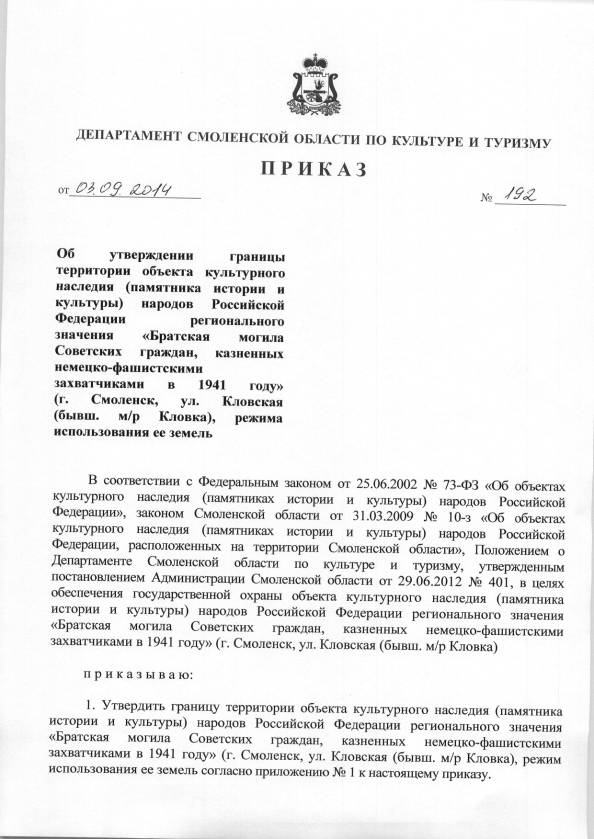 ДЕПАРТАМЕНТ СМОЛЕНСКОЙ ОБЛАСТИ ПО КУЛЬТУРЕ И ТУРИЗМУ
ПРИКАЗ
от 03.09.2014
№ 192
Об утверждении границы
территории объекта культурного
наследия (памятника истории и
культуры) народов Российской
Федерации регионального
значения «Братская могила
Советских граждан, казненных
немецко-фашистскими
захватчиками в 1941 году»
(г. Смоленск, ул. Кловская
(бывш. м/р Кловка), режима
использования ее земель
В соответствии с Федеральным законом от 25.06.2002 № 73-ФЗ «Об объектах
культурного наследия (памятниках истории и культуры) народов Российской
Федерации», законом Смоленской области от 31.03.2009 № 10-з «Об объектах
культурного наследия (памятниках истории и культуры) народов Российской
Федерации, расположенных на территории Смоленской области», Положением о
Департаменте Смоленской области по культуре и туризму, утвержденным
постановлением Администрации Смоленской области от 29.06.2012 № 401, в целях
обеспечения государственной охраны объекта культурного наследия (памятника
истории и культуры) народов Российской Федерации регионального значения
«Братская могила Советских граждан, казненных немецко-фашистскими
захватчиками в 1941 году» (г. Смоленск, ул. Кловская (бывш. м/р Кловка)
приказываю:
1. Утвердить границу территории объекта культурного наследия (памятника
истории и культуры) народов Российской Федерации регионального значения
«Братская могила Советских граждан, казненных немецко-фашистскими
захватчиками в 1941 году» (г. Смоленск, ул. Кловская (бывш. м/р Кловка), режим
использования ее земель согласно приложению № 1 к настоящему приказу.